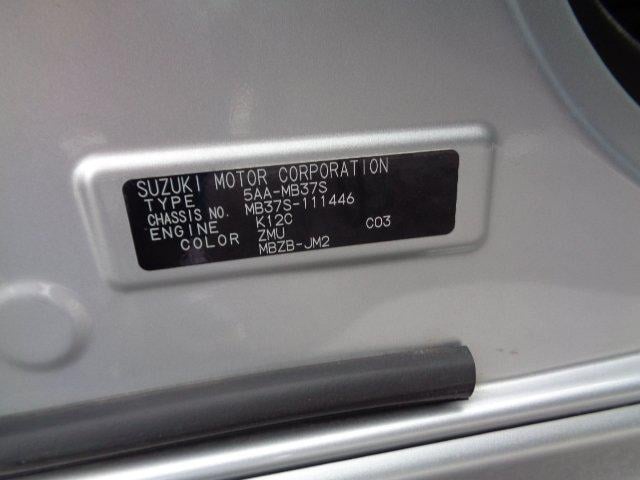 SUZUKI MOTOR CORPORATION
TYPE 5AA-MB37S
CHASSIS NO. MB37S-111446
ENGINE K12C C03
COLOR ZMU
MBZB-JM2